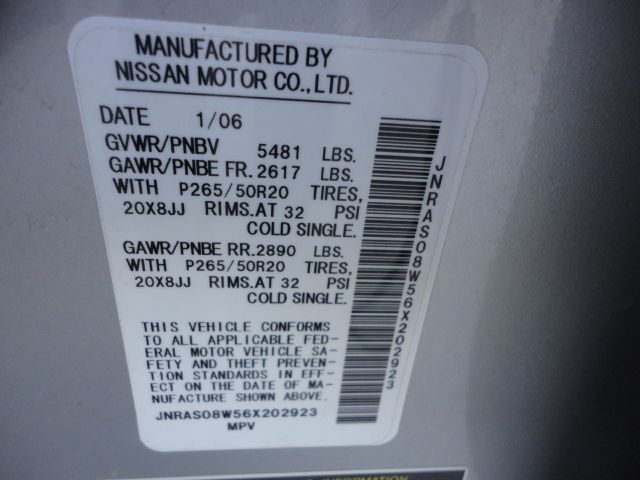 MANUFACTURED BY
NISSAN MOTOR CO., LTD.
DATE 1/06
GVWR/PNBV 5481 LBS.
GAWR/PNBE FR. 2617 LBS.
WITH P265/50R20 TIRES,
20X8JJ RIMS. AT 32 PSI
COLD SINGLE.
GAWR/PNBE RR. 2890 LBS.
WITH P265/50R20 TIRES,
20X8JJ RIMS. AT 32 PSI
COLD SINGLE.
THIS VEHICLE CONFORMS
TO ALL APPLICABLE FED-
ERAL MOTOR VEHICLE SA-
FETY AND THEFT PREVEN-
TION STANDARDS IN EFF-
ECT ON THE DATE OF MA-
NUFACTURE SHOWN ABOVE.
JNRAS08W56X202923
MPV
JNRAS08W56X202923
INFORMATION